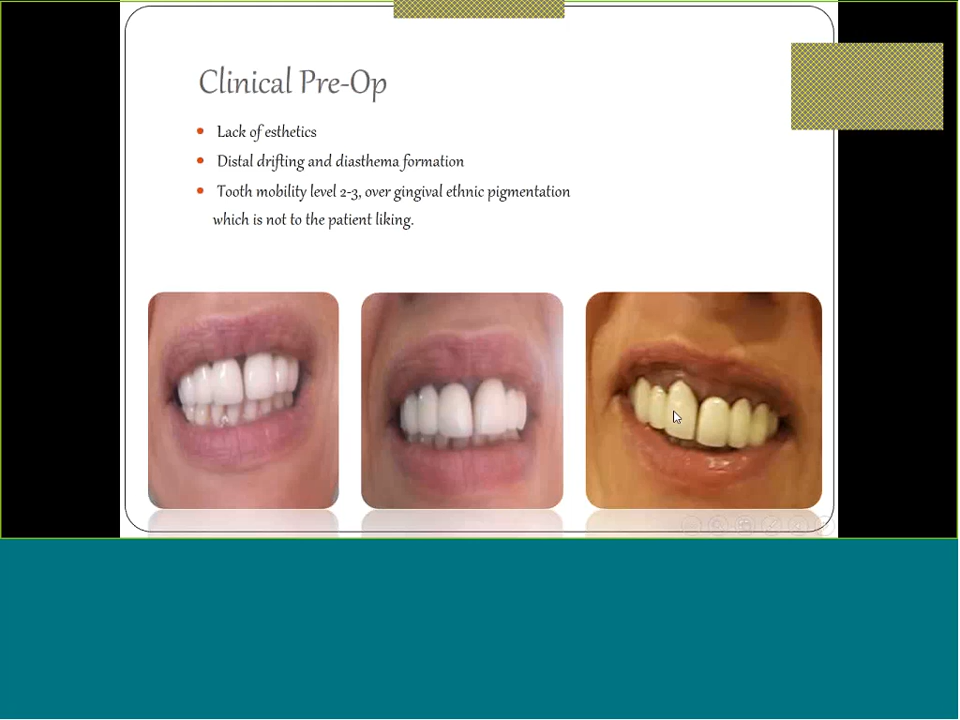 Clinical Pre-Op
• Lack of esthetics
• Distal drifting and diasthema formation
• Tooth mobility level 2-3, over gingival ethnic pigmentation
which is not to the patient liking.